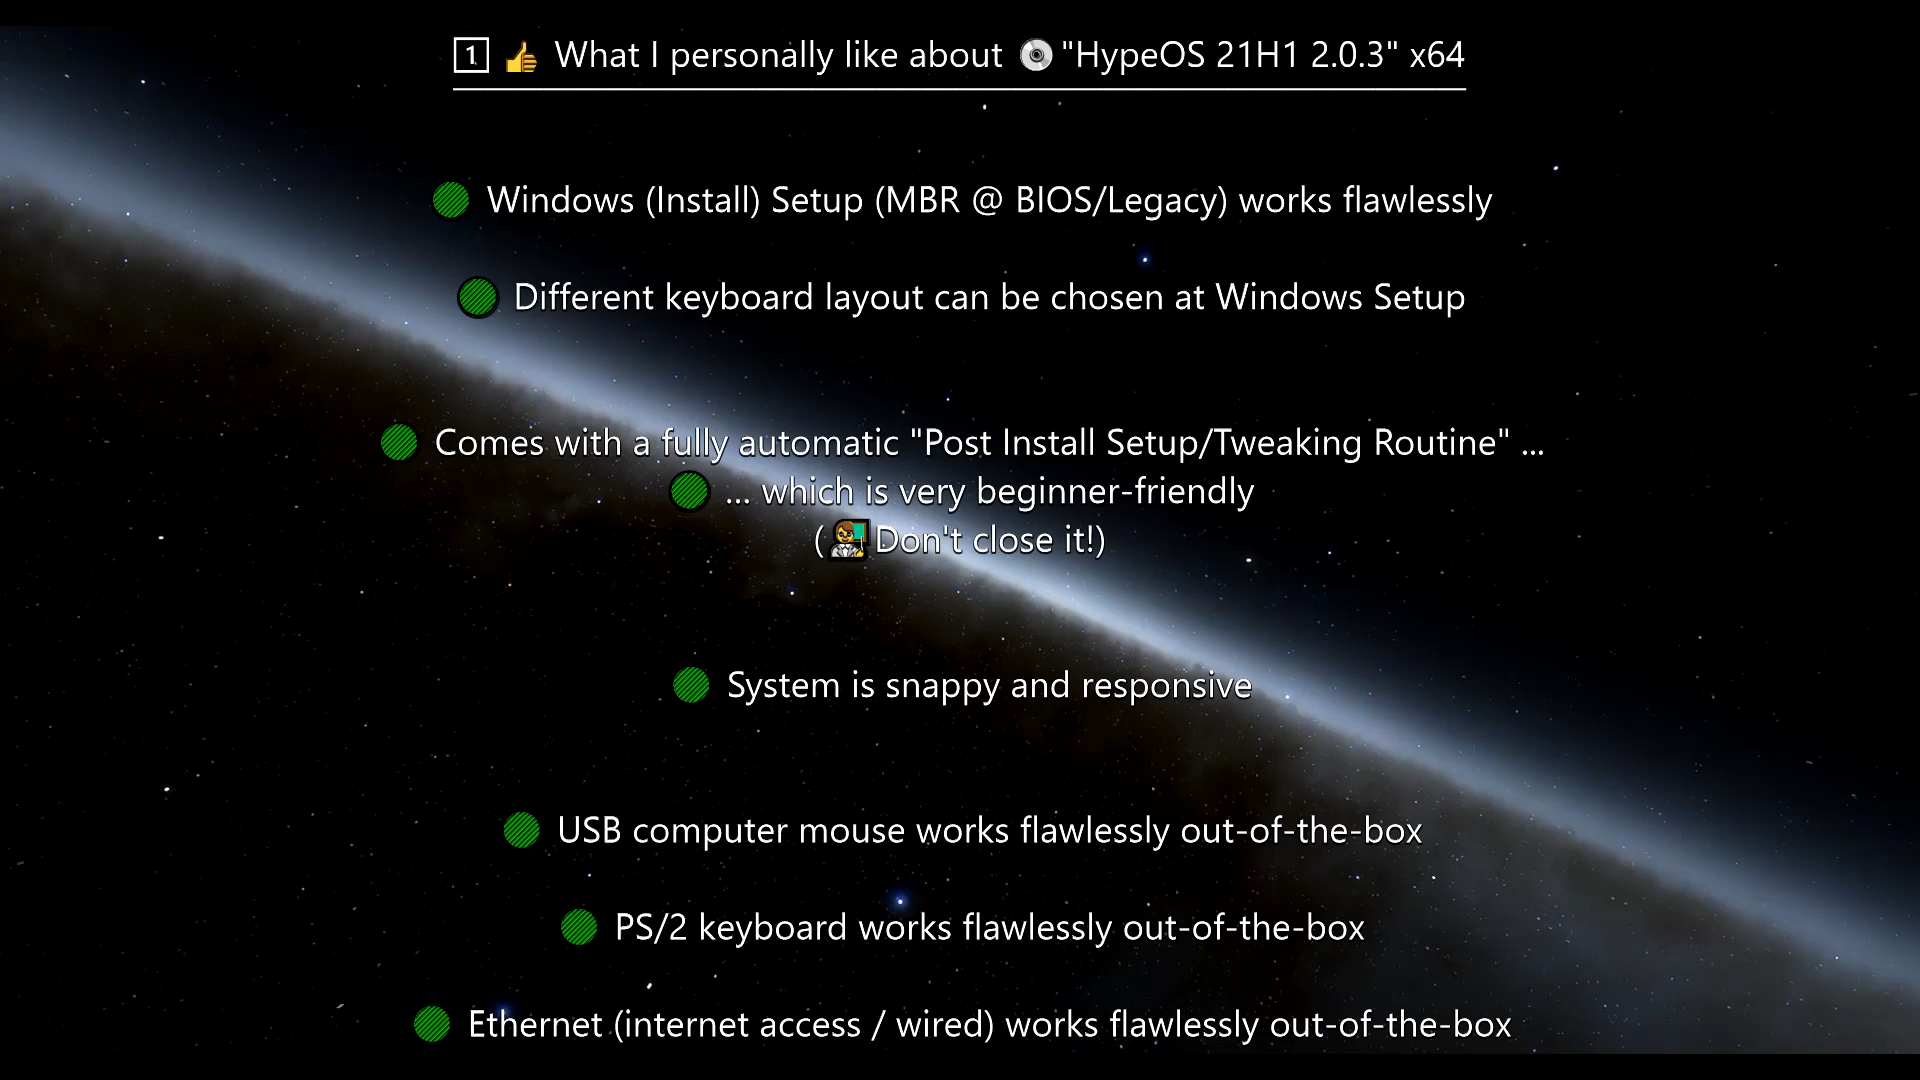 1 👍 What I personally like about 💿 "HypeOS 21H1 2.0.3" x64
Windows (Install) Setup (MBR @ BIOS/Legacy) works flawlessly
Different keyboard layout can be chosen at Windows Setup
Comes with a fully automatic "Post Install Setup/Tweaking Routine" ...
... which is very beginner-friendly
(👨‍🏫 Don't close it!)
System is snappy and responsive
USB computer mouse works flawlessly out-of-the-box
PS/2 keyboard works flawlessly out-of-the-box
Ethernet (internet access / wired) works flawlessly out-of-the-box